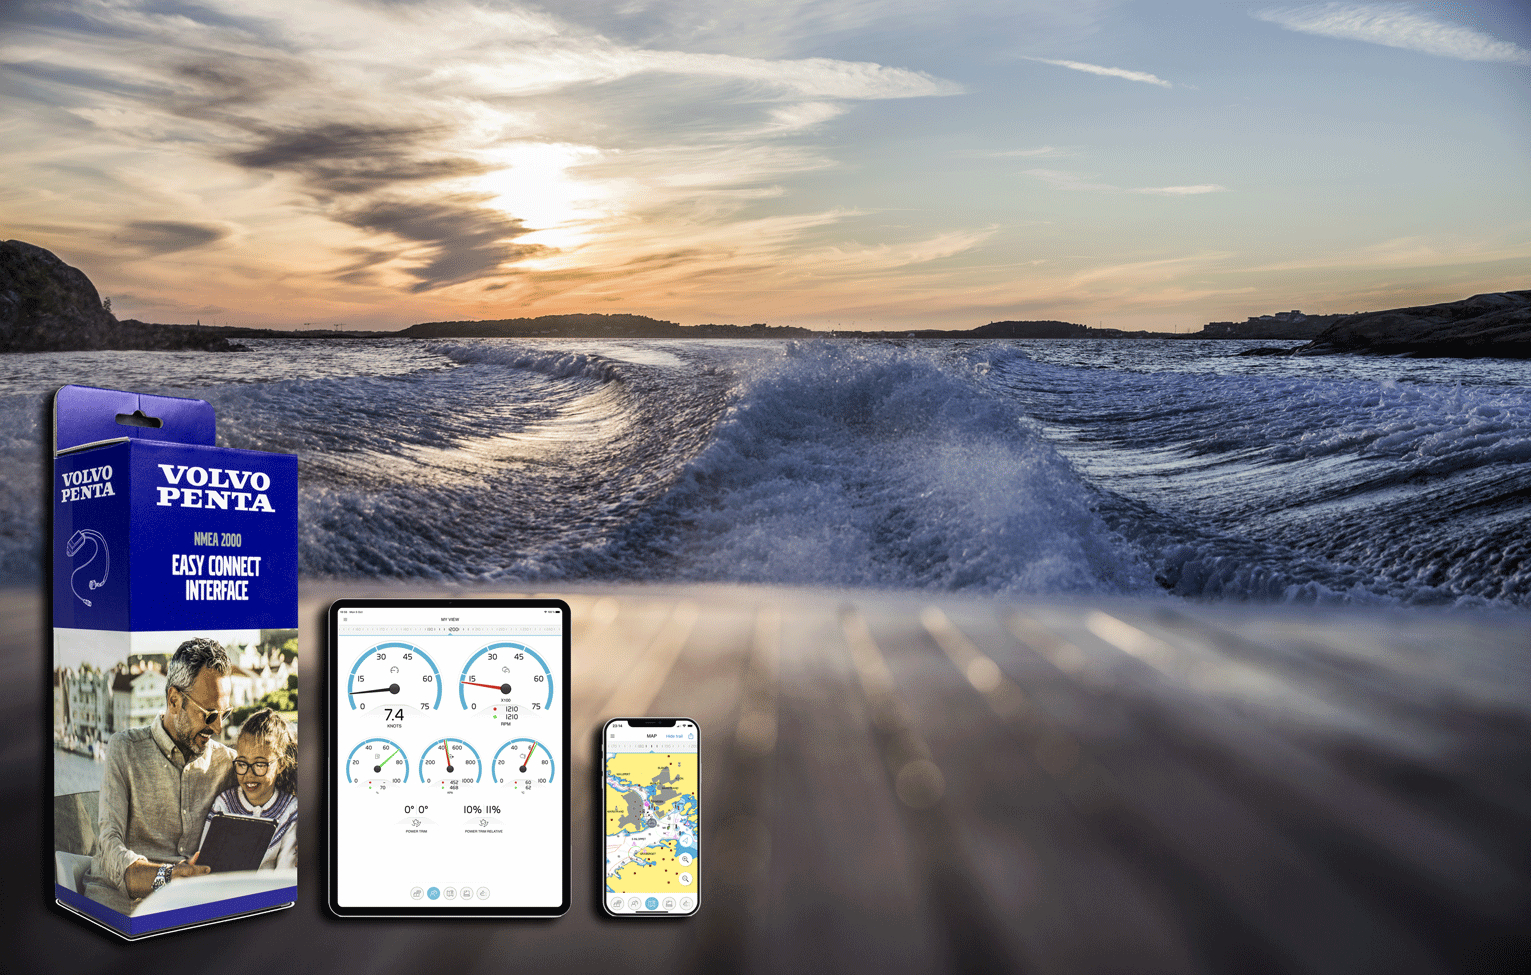 VOLVO
PENTA
VOLVO
PENTA
NMEA 2000
EASY CONNECT
INTERFACE
MY VIEW
30 45
15 60
0 75
7.4
KNOTS
30 45
15 60
0 75
X100
1210
1210
RPM
40 60
20 80
0 100
70
400 600
200 800
0 1000
452
468
40
20 80
0 100
60
62
0° 0°
POWER TRIM
10% 11%
POWER TRIM RELATIVE
23:14
MAP
Hide trail